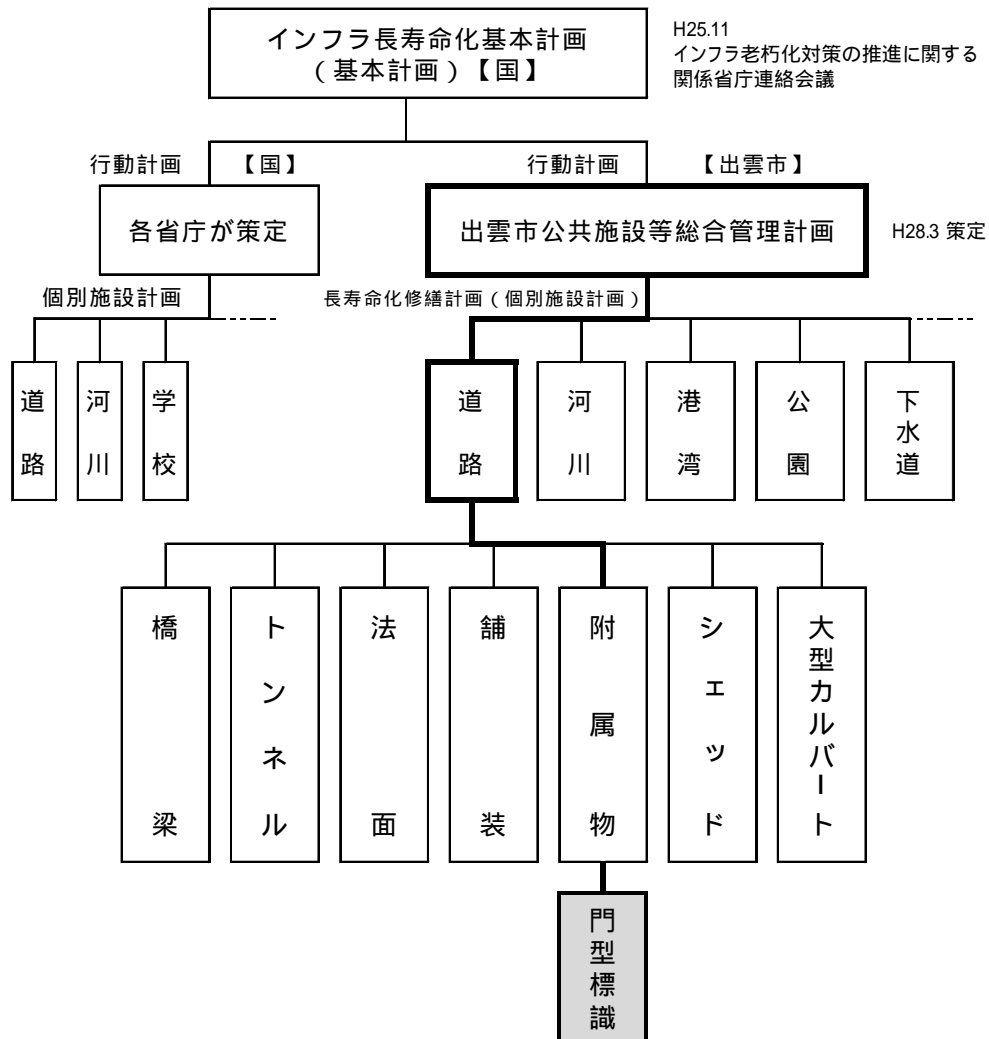 インフラ長寿命化基本計画
(基本計画)【国】
H25.11
インフラ老朽化対策の推進に関する
関係省庁連絡会議
行動計画 【国】
行動計画 【出雲市】
各省庁が策定
出雲市公共施設等総合管理計画
H28.3 策定
個別施設計画
長寿命化修繕計画(個別施設計画)
道路
河川
学校
道路
河川
港湾
公園
下水道
橋梁
トンネル
法面
舗装
附属物
シェッド
大型カルバート
門型標識